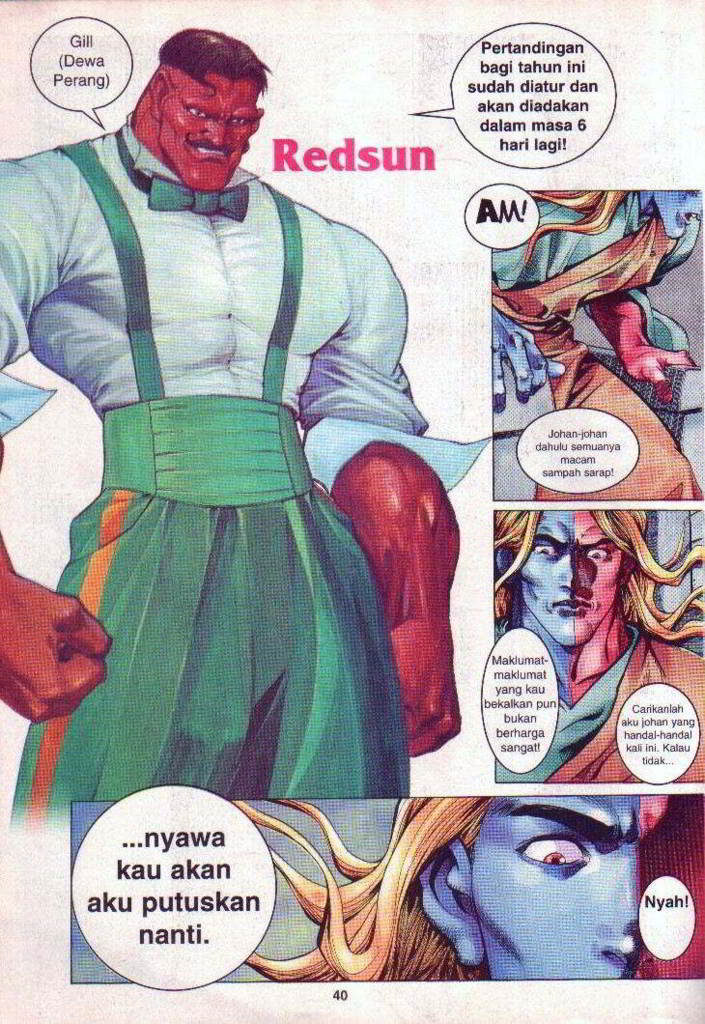 Gill
(Dewa
Perang)
Pertandingan
bagi tahun ini
sudah diatur dan
akan diadakan
dalam masa 6
hari lagi!
Redsun
AM!
Johan-johan
dahulu semuanya
macam
sampah sarap!
Maklumat-
maklumat
yang kau
bekalkan pun
bukan
berharga
sangat!
Carikanlah
aku johan yang
handal-handal
kali ini. Kalau
tidak...
...nyawa
kau akan
aku putuskan
nanti.
Nyah!
40